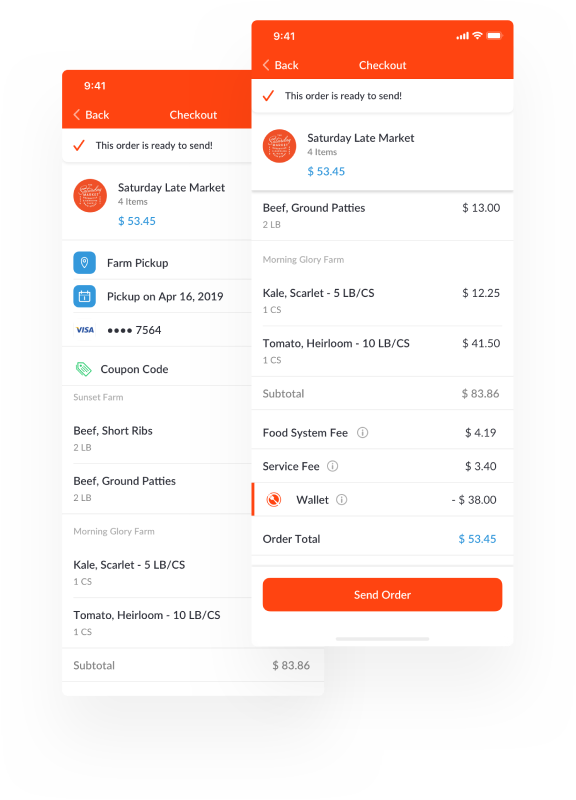 9:41
Back
Checkout
This order is ready to send!
Saturday Late Market
4 Items
$ 53.45
Farm Pickup
Pickup on Apr 16, 2019
VISA ●●●● 7564
Coupon Code
Sunset Farm
Beef, Short Ribs
2 LB
Beef, Ground Patties
2 LB
Morning Glory Farm
Kale, Scarlet - 5 LB/CS
1 CS
Tomato, Heirloom - 10 LB/CS
1 CS
Subtotal $ 83.86
9:41
Back
Checkout
This order is ready to send!
Saturday Late Market
4 Items
$ 53.45
Beef, Ground Patties $ 13.00
2 LB
Morning Glory Farm
Kale, Scarlet - 5 LB/CS $ 12.25
1 CS
Tomato, Heirloom - 10 LB/CS $ 41.50
1 CS
Subtotal $ 83.86
Food System Fee $ 4.19
Service Fee $ 3.40
Wallet - $ 38.00
Order Total $ 53.45
Send Order